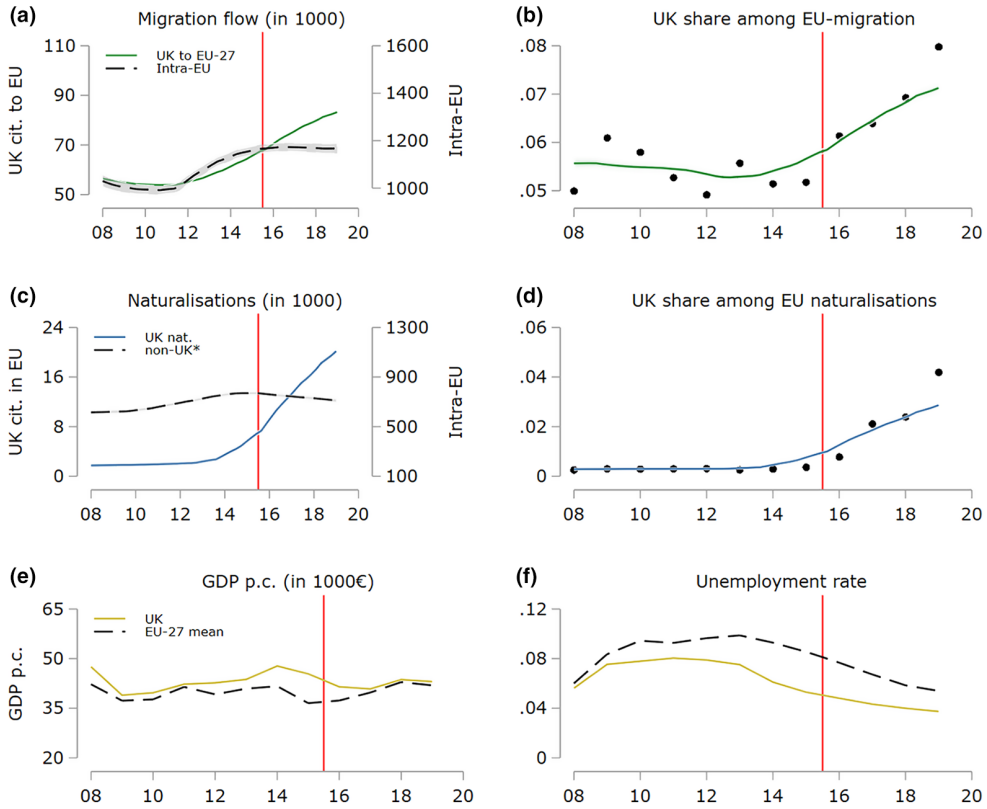 (a) Migration flow (in 1000)
UK cit. to EU
Intra-EU
110
90
70
50
1600
1400
1200
1000
UK to EU-27
Intra-EU
08 10 12 14 16 18 20
(b) UK share among EU-migration
.08
.07
.06
.05
08 10 12 14 16 18 20
(c) Naturalisations (in 1000)
UK cit. in EU
Intra-EU
24
16
8
0
1300
900
500
100
UK nat.
non-UK*
08 10 12 14 16 18 20
(d) UK share among EU naturalisations
.06
.04
.02
0
08 10 12 14 16 18 20
(e) GDP p.c. (in 1000€)
GDP p.c.
65
50
35
20
UK
EU-27 mean
08 10 12 14 16 18 20
(f) Unemployment rate
.12
.08
.04
0
08 10 12 14 16 18 20